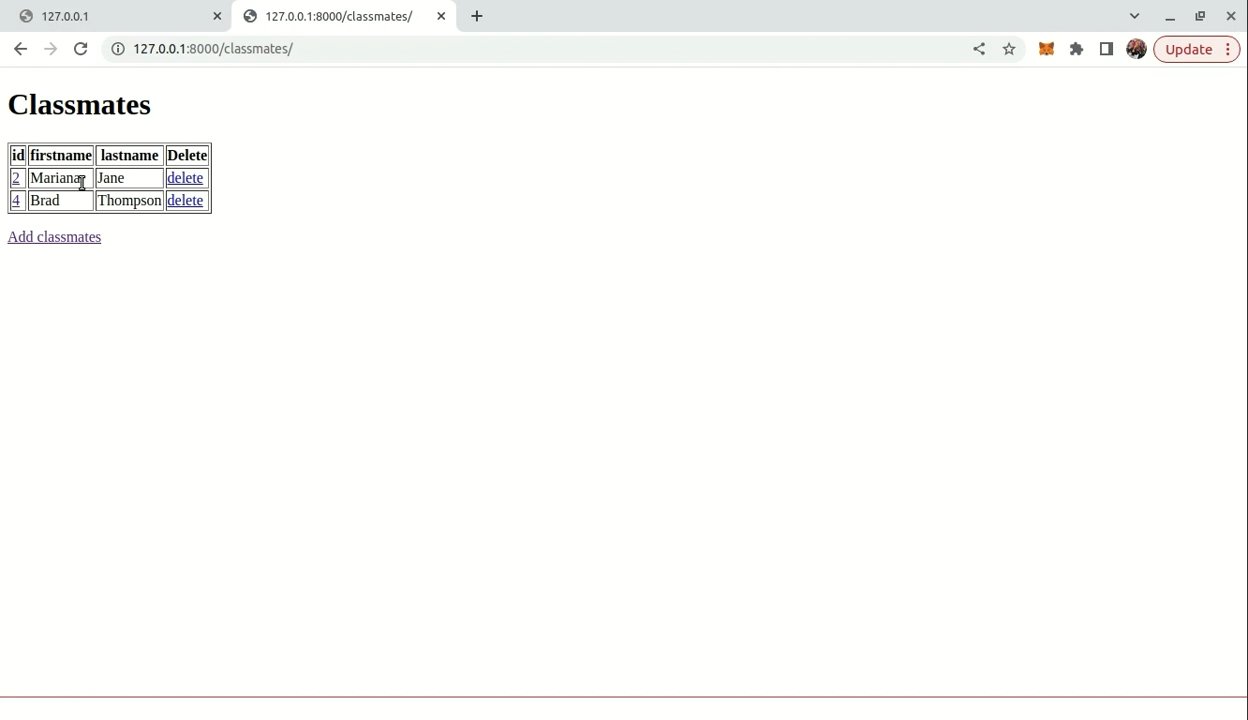 127.0.0.1
127.0.0.1:8000/classmates/
127.0.0.1:8000/classmates/
Update
Classmates
id firstname lastname Delete
2 Mariana Jane delete
4 Brad Thompson delete
Add classmates